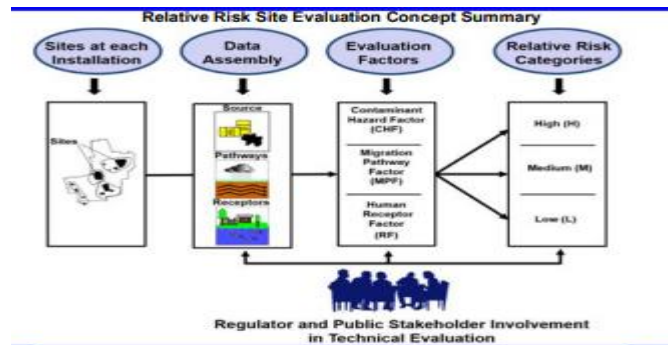 Relative Risk Site Evaluation Concept Summary
Sites at each
Installation
Data
Assembly
Evaluation
Factors
Relative Risk
Categories
Sites
Source
Pathways
Receptors
Contaminant
Hazard Factor
(CHF)
Migration
Pathway
Factor
(MPF)
Human
Receptor
Factor
(RF)
High (H)
Medium (M)
Low (L)
Regulator and Public Stakeholder Involvement
in Technical Evaluation